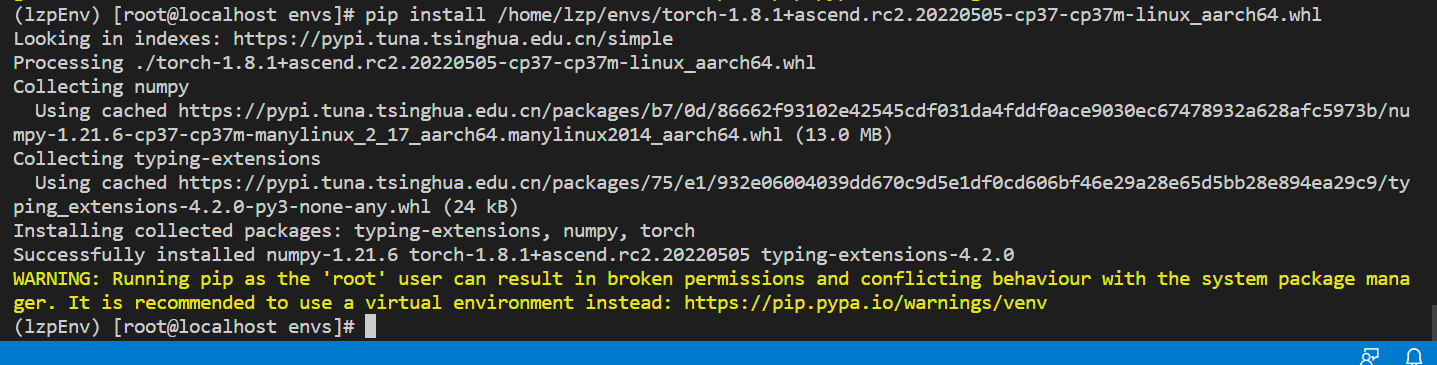 (lzpEnv) [root@localhost envs]# pip install /home/lzp/envs/torch-1.8.1+ascend.rc2.20220505-cp37-cp37m-linux_aarch64.whl
Looking in indexes: https://pypi.tuna.tsinghua.edu.cn/simple
Processing ./torch-1.8.1+ascend.rc2.20220505-cp37-cp37m-linux_aarch64.whl
Collecting numpy
  Using cached https://pypi.tuna.tsinghua.edu.cn/packages/b7/0d/86662f93102e42545cdf031da4fddf0ace9030ec67478932a628afc5973b/nu
mpy-1.21.6-cp37-cp37m-manylinux_2_17_aarch64.manylinux2014_aarch64.whl (13.0 MB)
Collecting typing-extensions
  Using cached https://pypi.tuna.tsinghua.edu.cn/packages/75/e1/932e06004039dd670c9d5e1df0cd606bf46e29a28e65d5bb28e894ea29c9/ty
ping_extensions-4.2.0-py3-none-any.whl (24 kB)
Installing collected packages: typing-extensions, numpy, torch
Successfully installed numpy-1.21.6 torch-1.8.1+ascend.rc2.20220505 typing-extensions-4.2.0
WARNING: Running pip as the 'root' user can result in broken permissions and conflicting behaviour with the system package mana
ger. It is recommended to use a virtual environment instead: https://pip.pypa.io/warnings/venv
(lzpEnv) [root@localhost envs]#